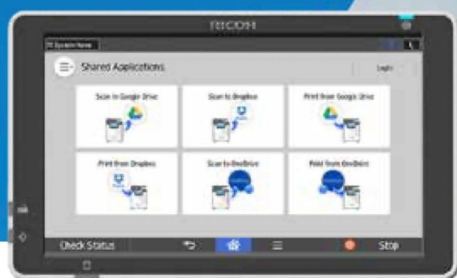 RICOH
Shared Applications
Login
Scan to Google Drive
Scan to Dropbox
Print from Google Drive
Print from Dropbox
Scan to OneDrive
Print from OneDrive
Check Status
Stop